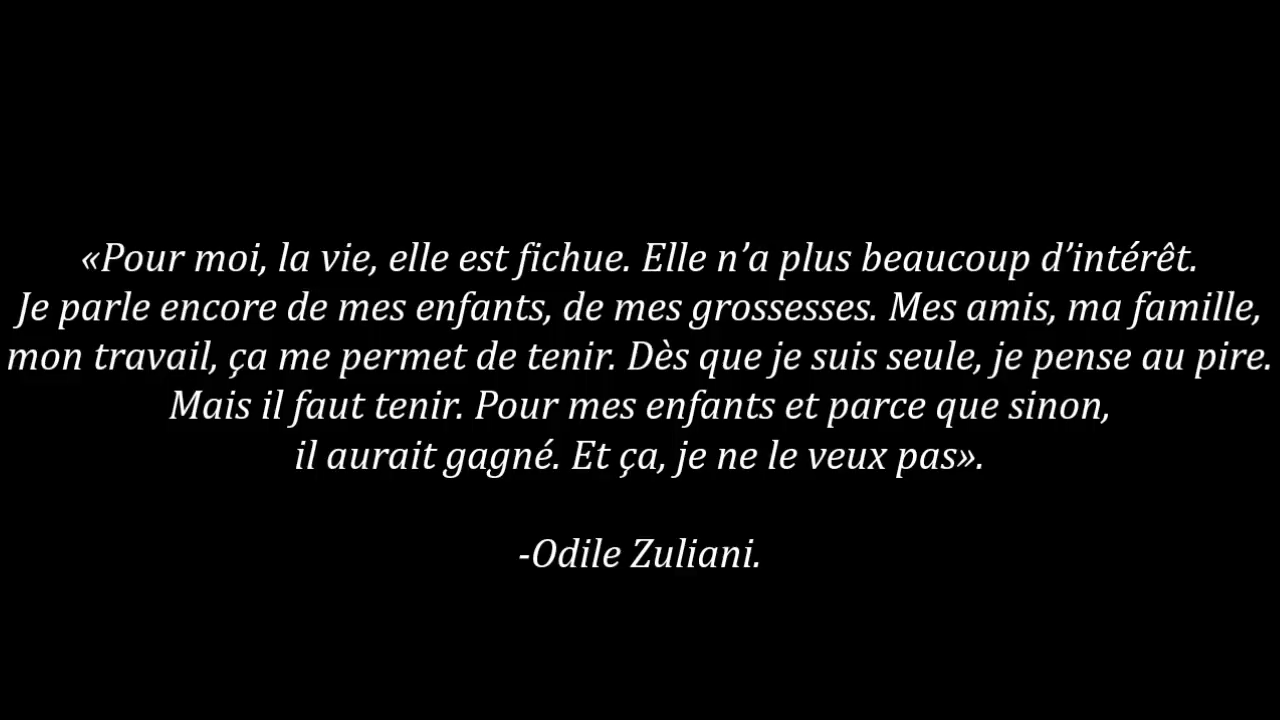 «Pour moi, la vie, elle est fichue. Elle n’a plus beaucoup d’intérêt.
Je parle encore de mes enfants, de mes grossesses. Mes amis, ma famille,
mon travail, ça me permet de tenir. Dès que je suis seule, je pense au pire.
Mais il faut tenir. Pour mes enfants et parce que sinon,
il aurait gagné. Et ça, je ne le veux pas».
-Odile Zuliani.